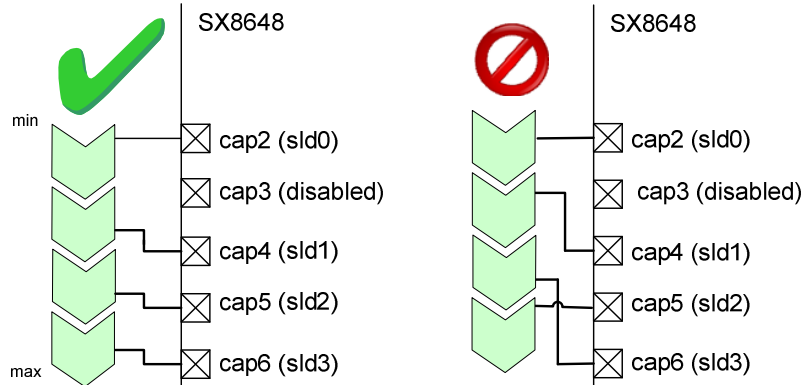 SX8648
min
cap2 (sld0)
cap3 (disabled)
cap4 (sld1)
cap5 (sld2)
cap6 (sld3)
max
SX8648
cap2 (sld0)
cap3 (disabled)
cap4 (sld1)
cap5 (sld2)
cap6 (sld3)